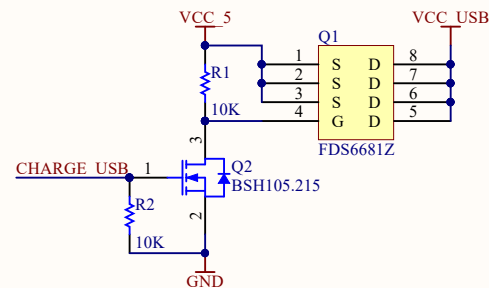 VCC_5
VCC_USB
Q1
R1
10K
1 S D 8
2 S D 7
3 S D 6
4 G D 5
FDS6681Z
3
CHARGE_USB
1
Q2
BSH105.215
R2
2
10K
GND